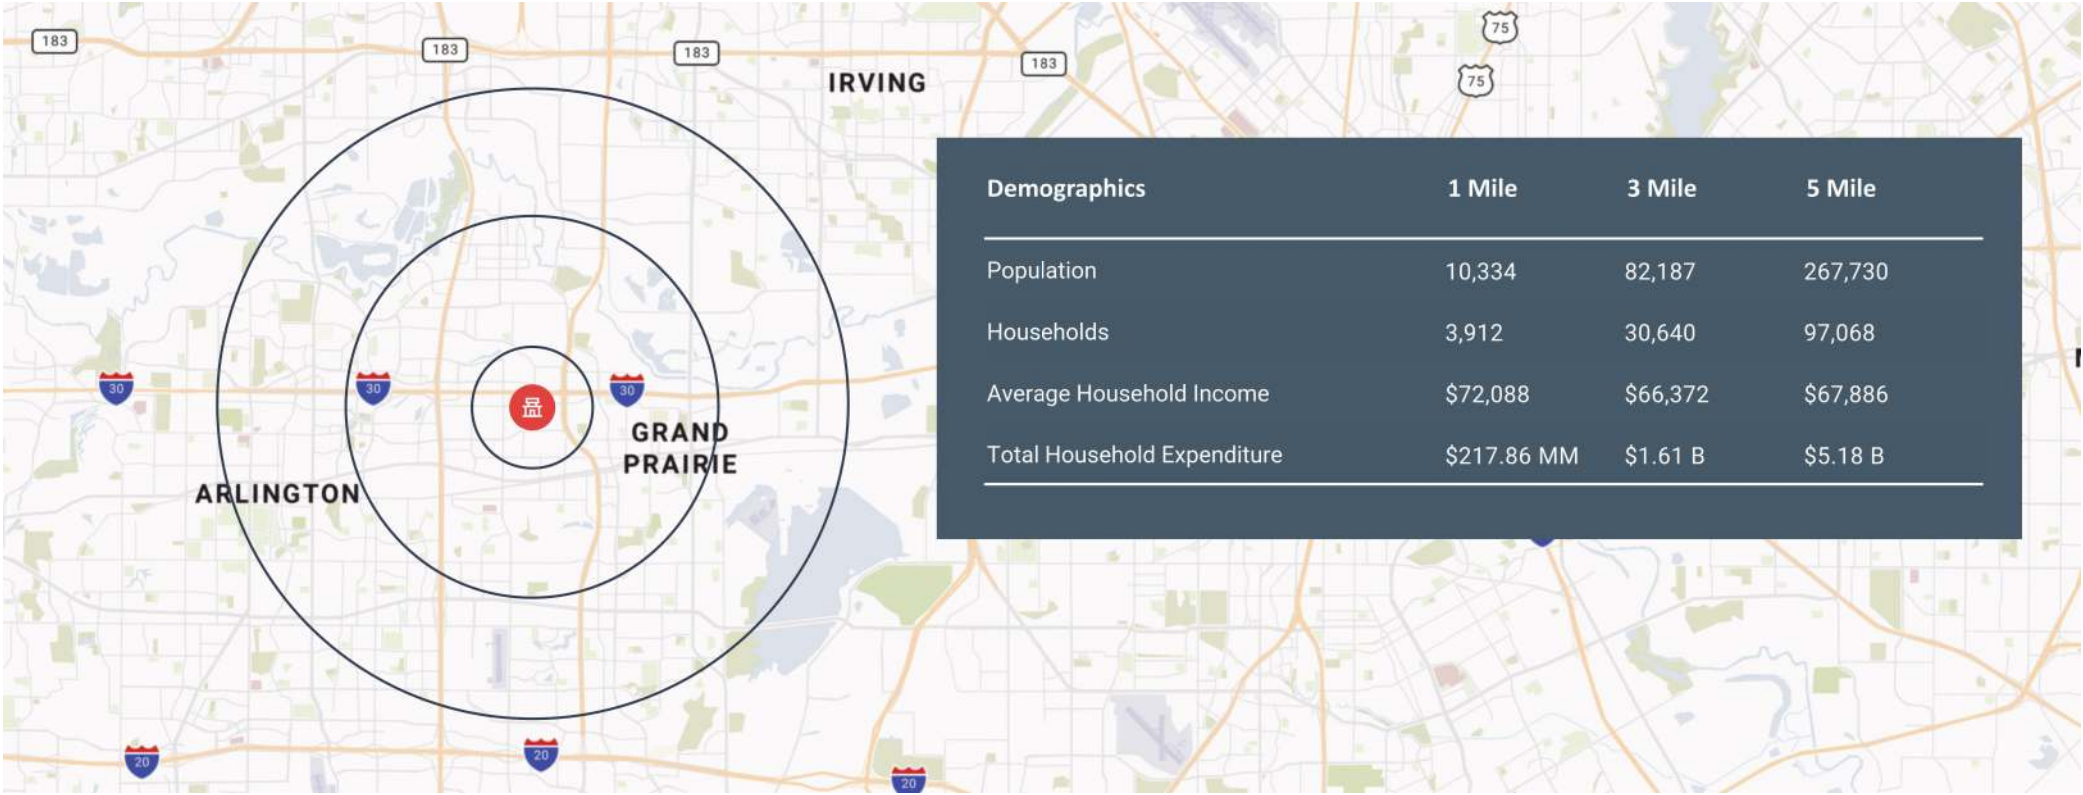 183
183
183
183
75
75
IRVING
Demographics 1 Mile 3 Mile 5 Mile
Population 10,334 82,187 267,730
Households 3,912 30,640 97,068
Average Household Income $72,088 $66,372 $67,886
Total Household Expenditure $217.86 MM $1.61 B $5.18 B
30
30
30
GRAND
PRAIRIE
ARLINGTON
20
20
20